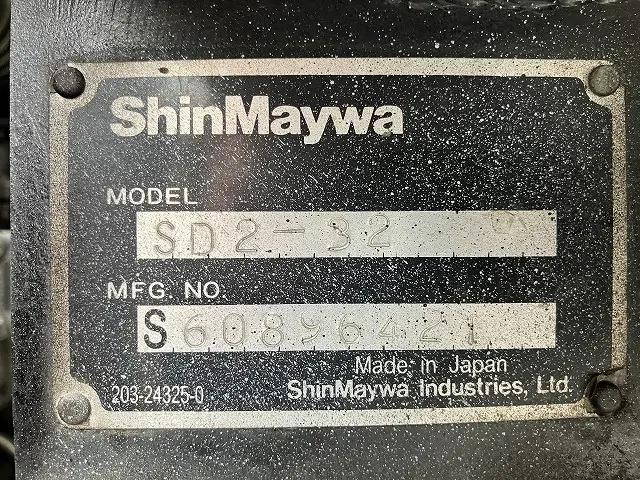 ShinMaywa
MODEL
SD2-32
MFG. NO.
S60896421
Made in Japan
203-24325-0
ShinMaywa Industries, Ltd.